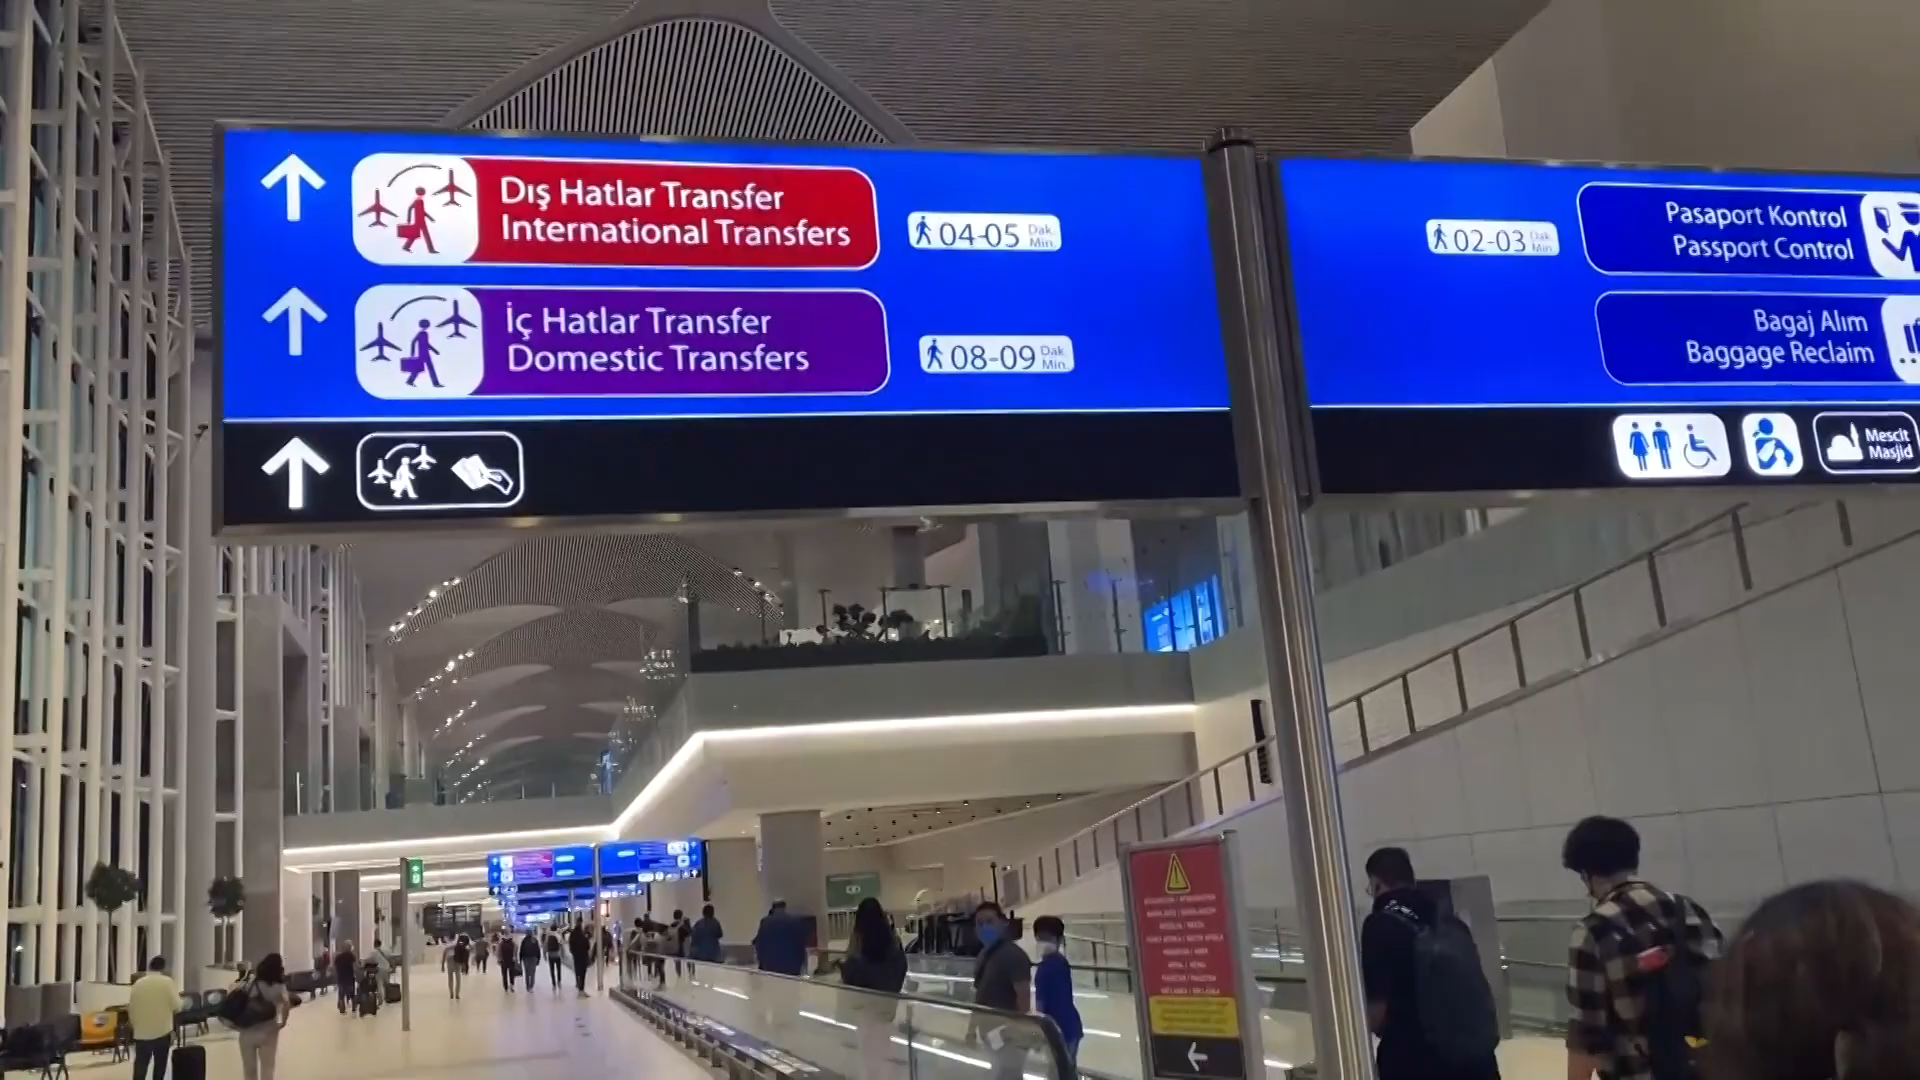 Dış Hatlar Transfer
International Transfers
04-05 Dak. Min.
İç Hatlar Transfer
Domestic Transfers
08-09 Dak. Min.
02-03 Dak. Min.
Pasaport Kontrol
Passport Control
Bagaj Alım
Baggage Reclaim
Mescit
Masjid